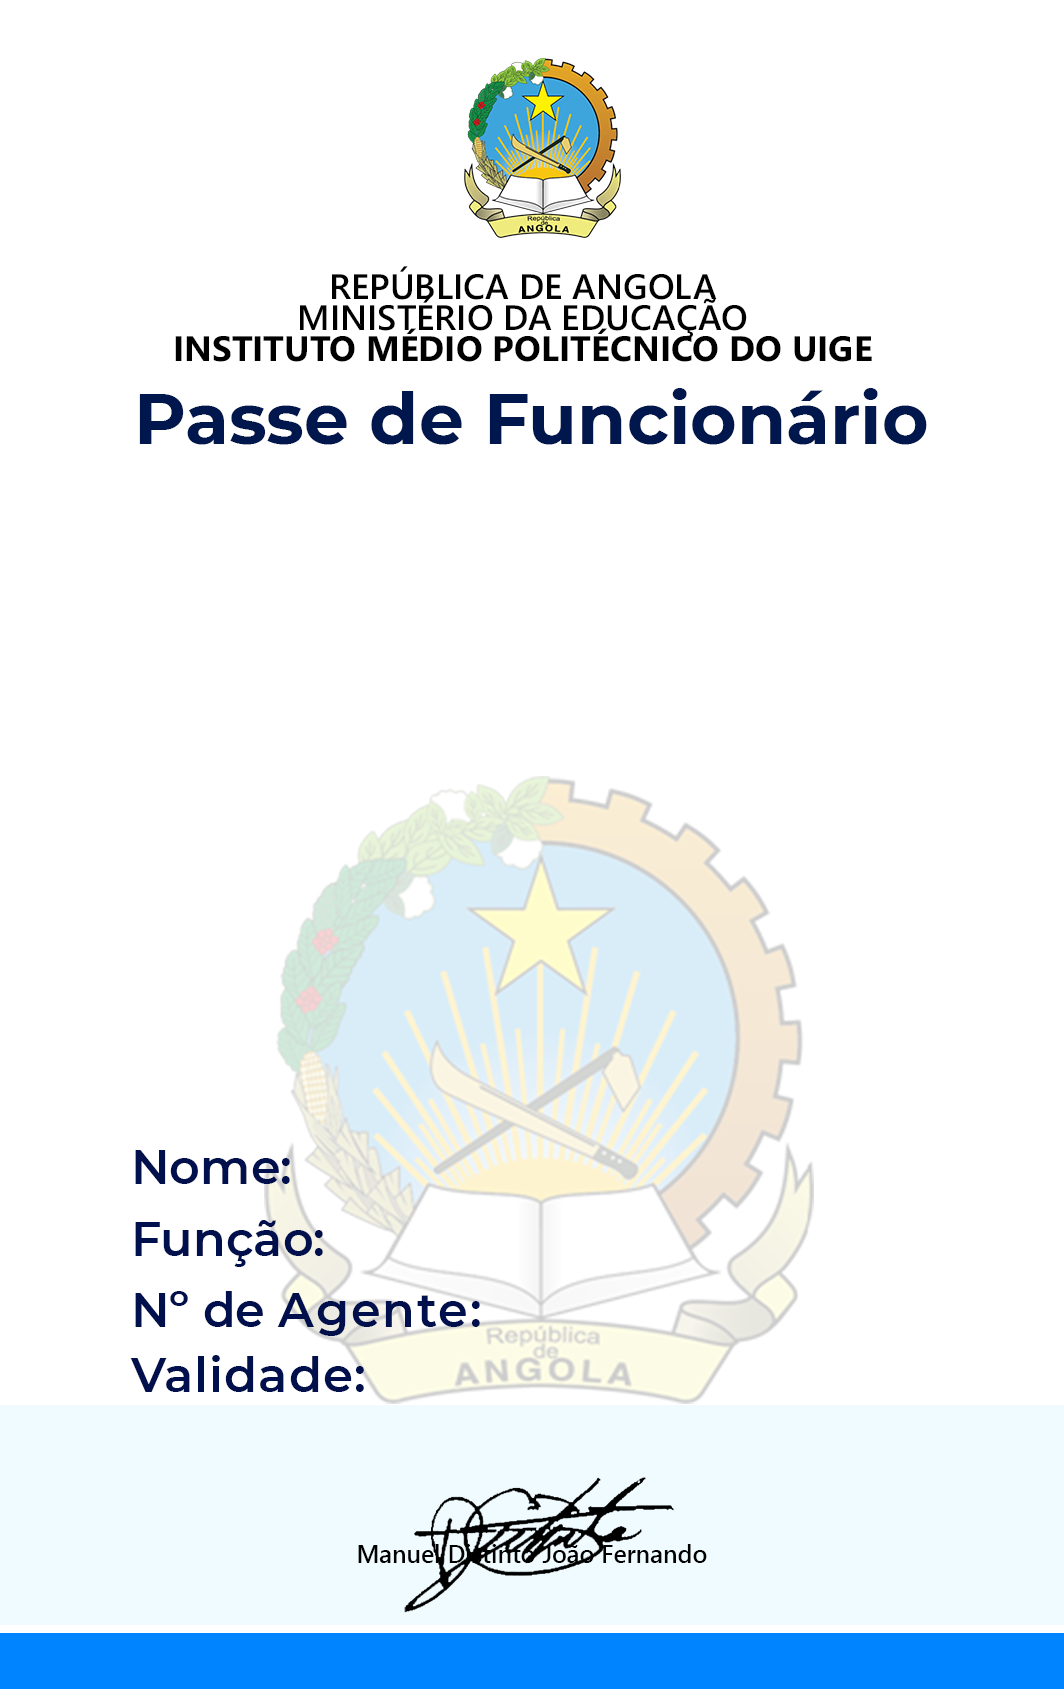 República
de
ANGOLA
REPÚBLICA DE ANGOLA
MINISTÉRIO DA EDUCAÇÃO
INSTITUTO MÉDIO POLITÉCNICO DO UIGE
Passe de Funcionário
Nome:
Função:
Nº de Agente:
República
de
ANGOLA
Validade:
Manuel Distinto João Fernando